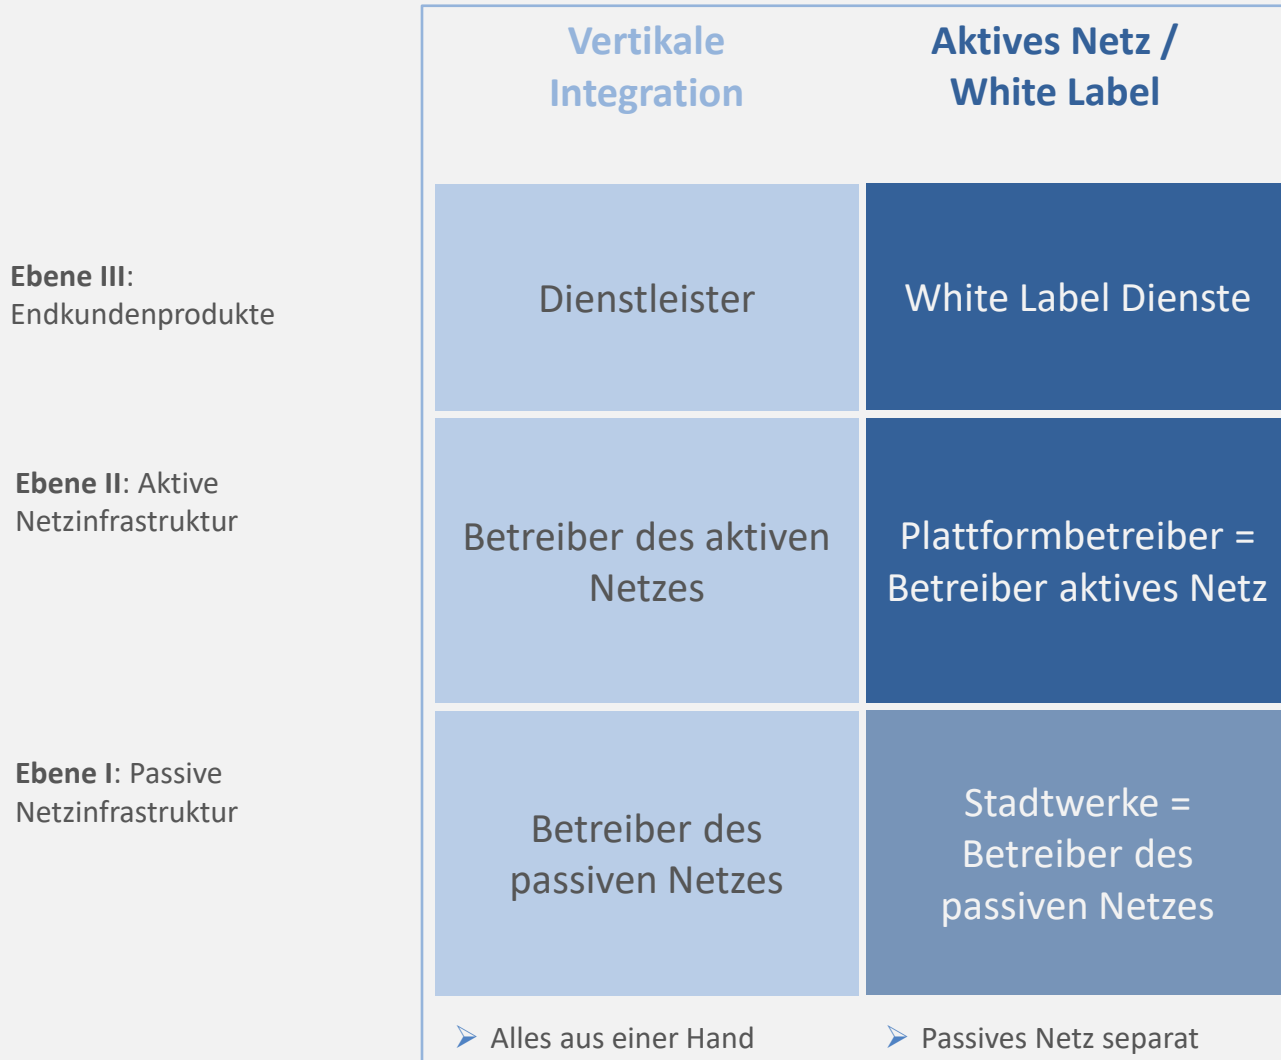 Vertikale
Integration
Aktives Netz /
White Label
Ebene III:
Endkundenprodukte
Dienstleister
White Label Dienste
Ebene II: Aktive
Netzinfrastruktur
Betreiber des aktiven
Netzes
Plattformbetreiber =
Betreiber aktives Netz
Ebene I: Passive
Netzinfrastruktur
Betreiber des
passiven Netzes
Stadtwerke =
Betreiber des
passiven Netzes
➢ Alles aus einer Hand
➢ Passives Netz separat